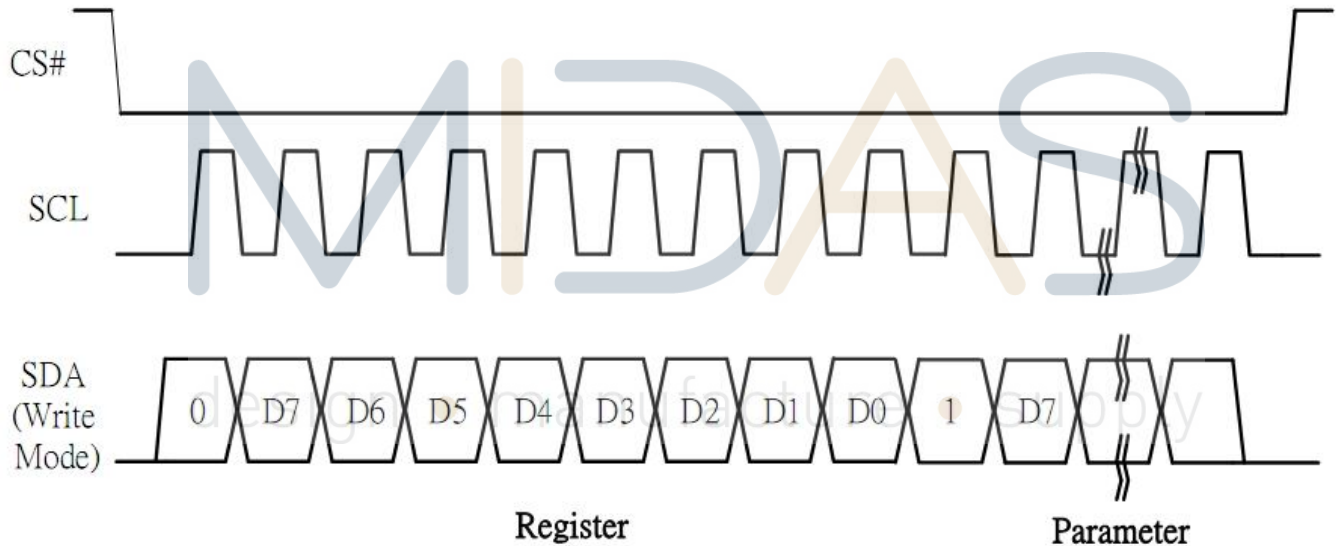 CS#
MIDAS
SCL
SDA
(Write
Mode)
0 D7 D6 D5 D4 D3 D2 D1 D0 1 D7
design • manufacture • supply
Register Parameter